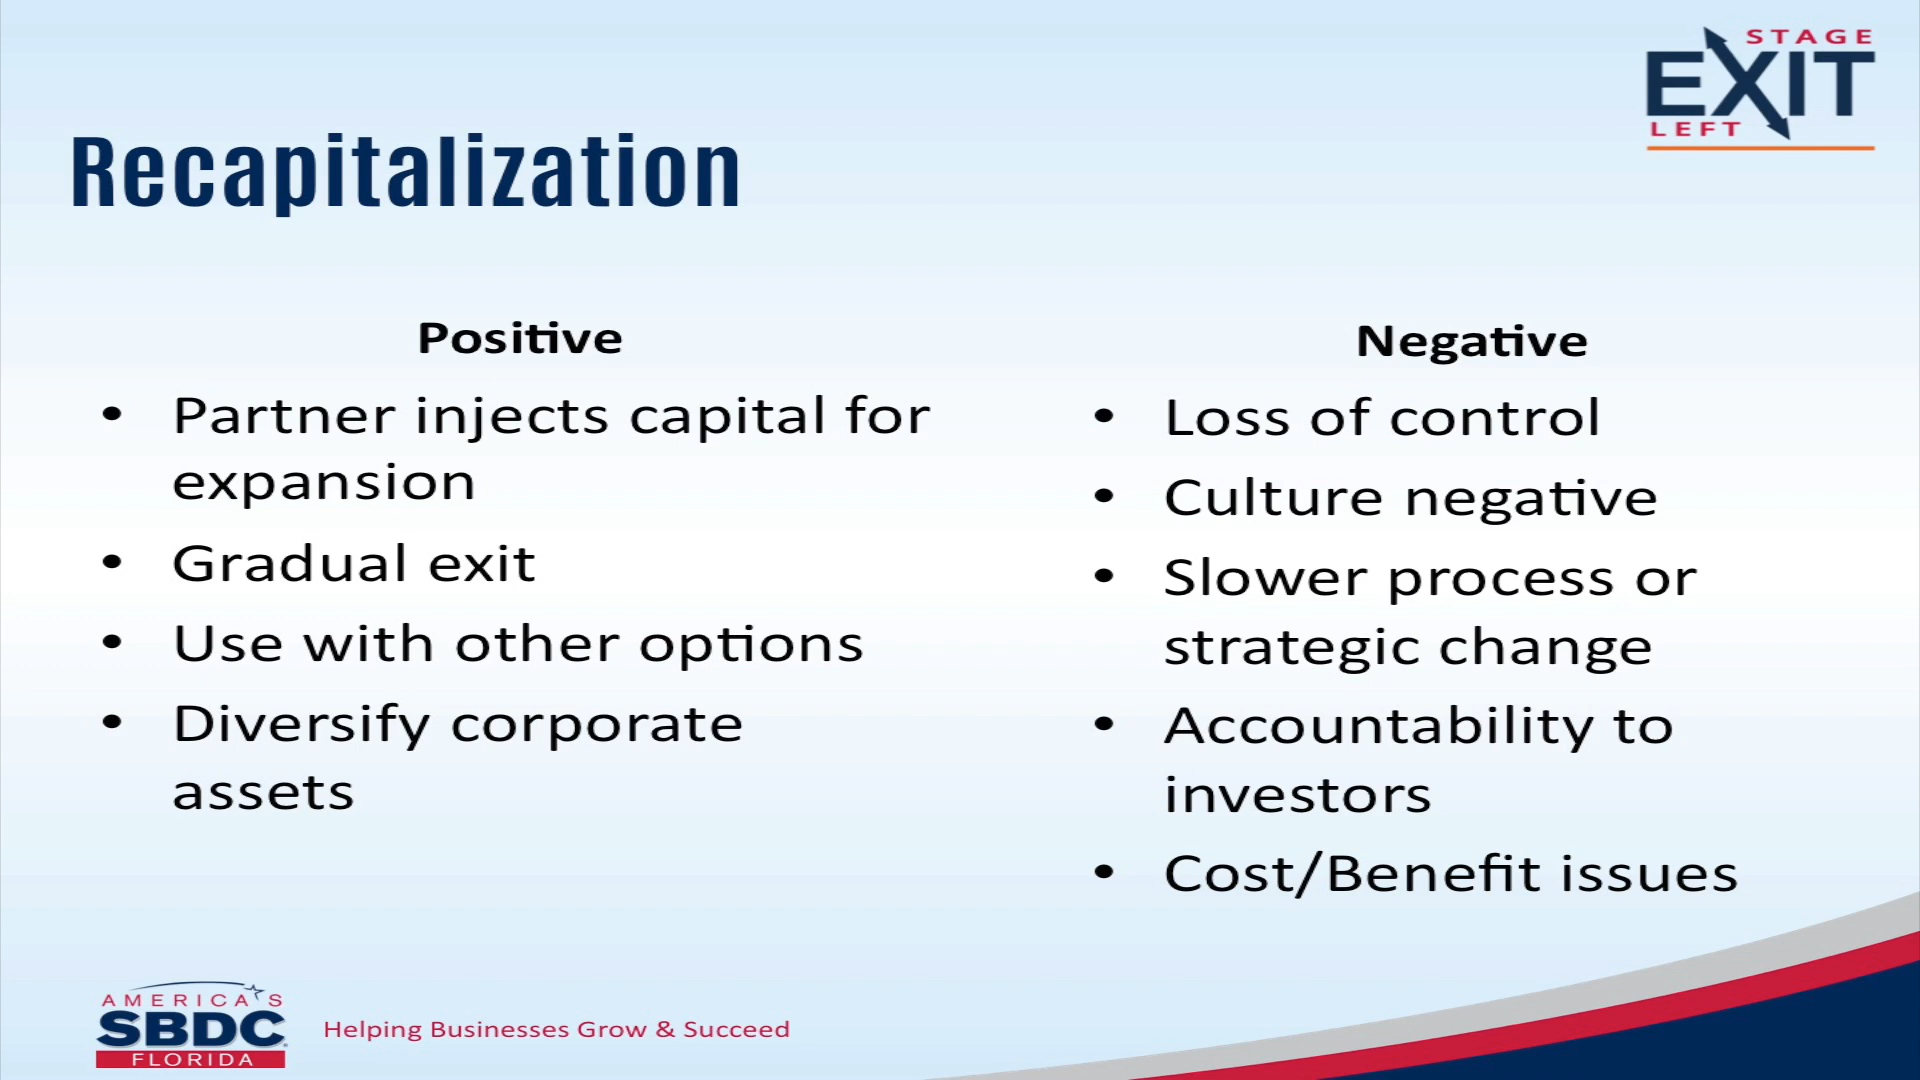 STAGE
EXIT
LEFT
Recapitalization
Positive
• Partner injects capital for
expansion
• Gradual exit
• Use with other options
• Diversify corporate
assets
Negative
• Loss of control
• Culture negative
• Slower process or
strategic change
• Accountability to
investors
• Cost/Benefit issues
AMERICA'S
SBDC
FLORIDA
Helping Businesses Grow & Succeed